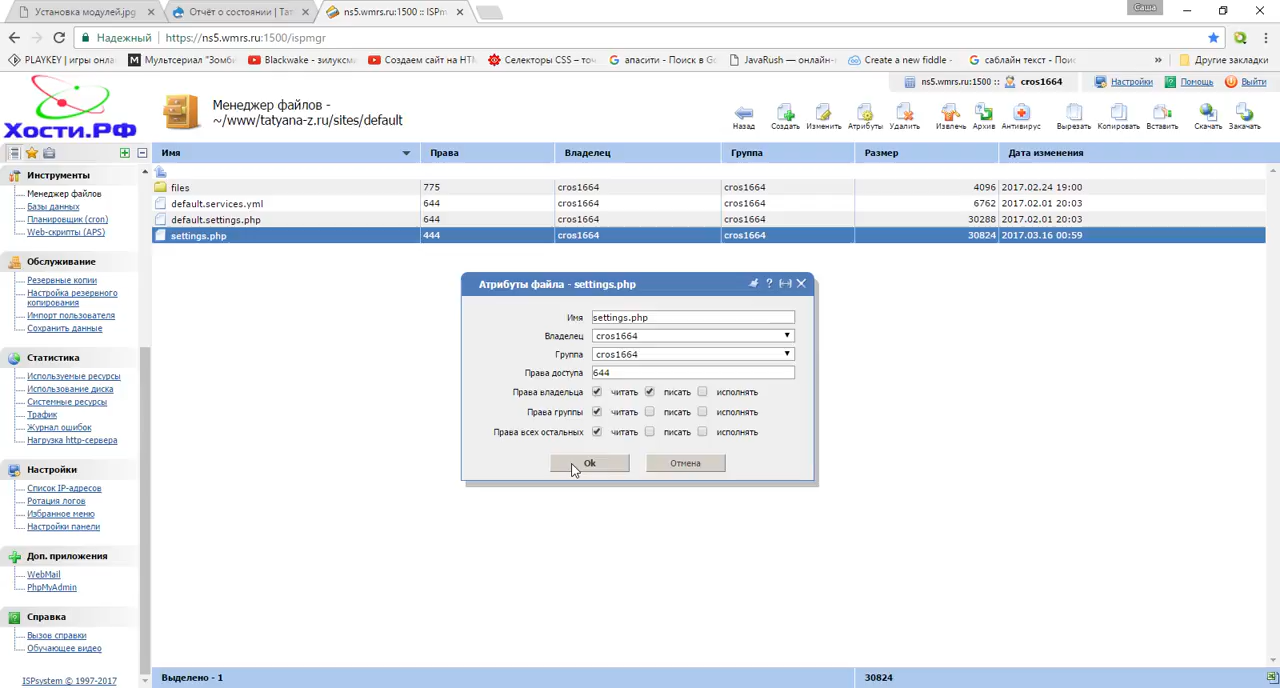 Установка модулей.jpg
Отчёт о состоянии | Тат
ns5.wmrs.ru:1500 :: ISPm
Саша
Надежный
https://ns5.wmrs.ru:1500/ispmgr
PLAYKEY | игры онла
Мультсериал "Зомб
Blackwake - зилуксма
Создаем сайт на HTM
Селекторы CSS – точ
апасити - Поиск в Go
JavaRush — онлайн-
Create a new fiddle -
саблайн текст - Поис
»
Другие закладки
ns5.wmrs.ru:1500 :: cros1664
Настройки
Помощь
Выйти
Хости.РФ
Менеджер файлов -
~/www/tatyana-z.ru/sites/default
Назад
Создать
Изменить
Атрибуты
Удалить
Извлечь
Архив
Антивирус
Вырезать
Копировать
Вставить
Скачать
Закачать
Имя Права Владелец Группа Размер Дата изменения
files 775 cros1664 cros1664 4096 2017.02.24 19:00
default.services.yml 644 cros1664 cros1664 6762 2017.02.01 20:03
default.settings.php 644 cros1664 cros1664 30288 2017.02.01 20:03
settings.php 444 cros1664 cros1664 30824 2017.03.16 00:59
Инструменты
Менеджер файлов
Базы данных
Планировщик (cron)
Web-скрипты (APS)
Обслуживание
Резервные копии
Настройка резервного
копирования
Импорт пользователя
Сохранить данные
Статистика
Используемые ресурсы
Использование диска
Системные ресурсы
Трафик
Журнал ошибок
Нагрузка http-сервера
Настройки
Список IP-адресов
Ротация логов
Избранное меню
Настройки панели
Доп. приложения
WebMail
PhpMyAdmin
Справка
Вызов справки
Обучающее видео
ISPsystem © 1997-2017
Атрибуты файла - settings.php
Имя settings.php
Владелец cros1664
Группа cros1664
Права доступа 644
Права владельца читать писать исполнять
Права группы читать писать исполнять
Права всех остальных читать писать исполнять
Ok
Отмена
Выделено - 1
30824